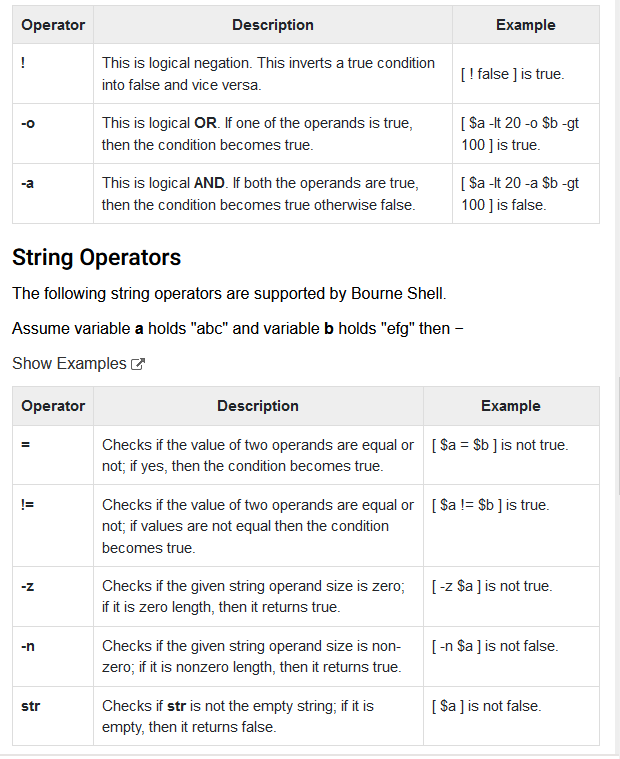 Operator Description Example
! This is logical negation. This inverts a true condition
into false and vice versa.
[ ! false ] is true.
-o This is logical OR. If one of the operands is true,
then the condition becomes true.
[ $a -lt 20 -o $b -gt
100 ] is true.
-a This is logical AND. If both the operands are true,
then the condition becomes true otherwise false.
[ $a -lt 20 -a $b -gt
100 ] is false.
String Operators
The following string operators are supported by Bourne Shell.
Assume variable a holds "abc" and variable b holds "efg" then −
Show Examples
Operator Description Example
= Checks if the value of two operands are equal or
not; if yes, then the condition becomes true.
[ $a = $b ] is not true.
!= Checks if the value of two operands are equal or
not; if values are not equal then the condition
becomes true.
[ $a != $b ] is true.
-z Checks if the given string operand size is zero;
if it is zero length, then it returns true.
[ -z $a ] is not true.
-n Checks if the given string operand size is non-
zero; if it is nonzero length, then it returns true.
[ -n $a ] is not false.
str Checks if str is not the empty string; if it is
empty, then it returns false.
[ $a ] is not false.